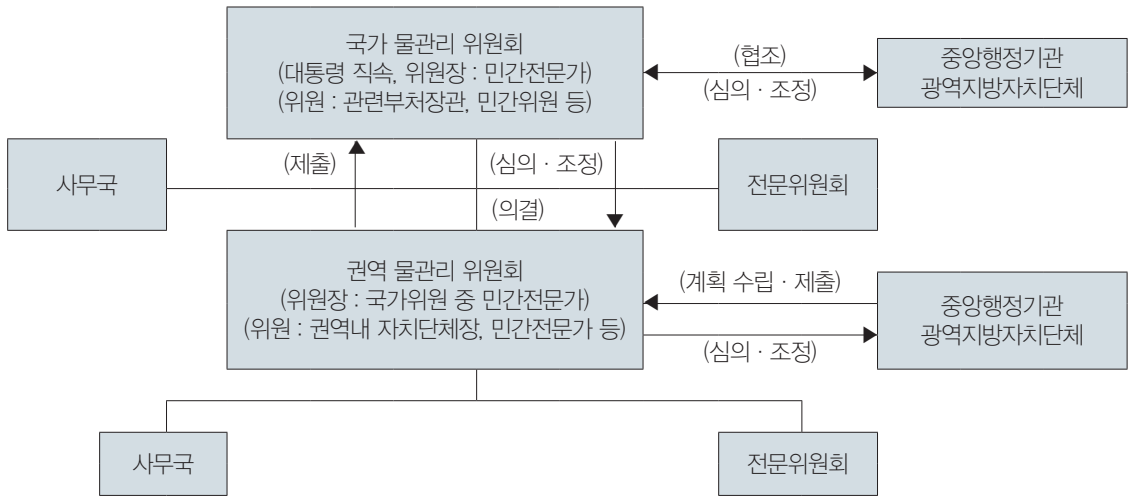 국가 물관리 위원회
(대통령 직속, 위원장 : 민간전문가)
(위원 : 관련부처장관, 민간위원 등)
(협조)
(심의 · 조정)
중앙행정기관
광역지방자치단체
사무국
(제출)
(심의 · 조정)
(의결)
전문위원회
권역 물관리 위원회
(위원장 : 국가위원 중 민간전문가)
(위원 : 권역내 자치단체장, 민간전문가 등)
(계획 수립 · 제출)
(심의 · 조정)
중앙행정기관
광역지방자치단체
사무국
전문위원회